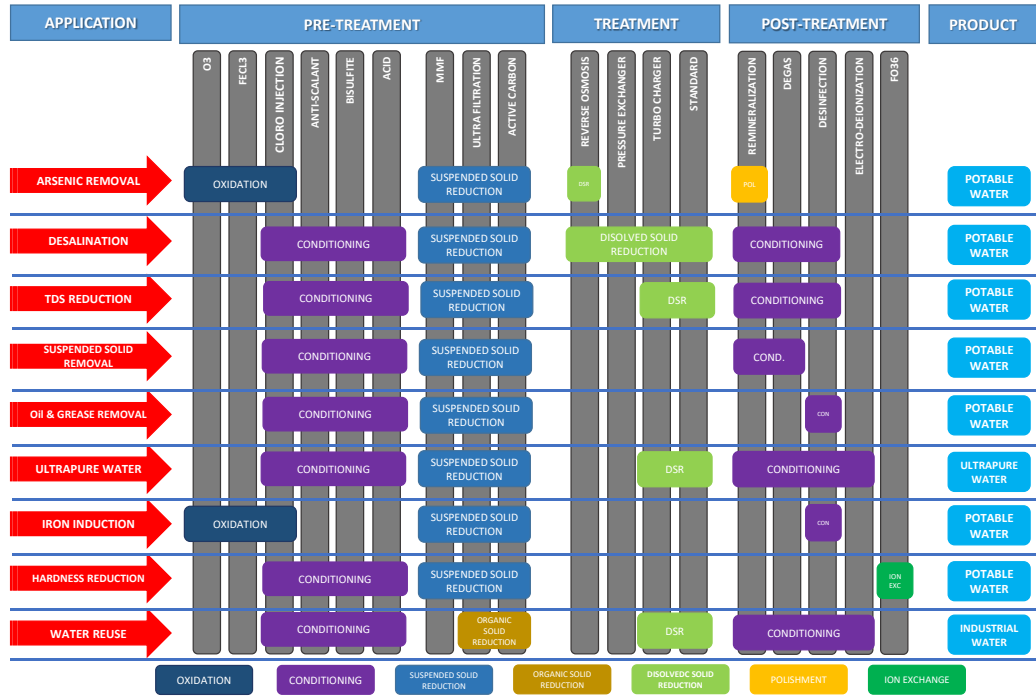 APPLICATION
PRE-TREATMENT
TREATMENT
POST-TREATMENT
PRODUCT
O3
FECL3
CLORO INJECTION
ANTI-SCALANT
BISULFITE
ACID
MMF
ULTRA FILTRATION
ACTIVE CARBON
REVERSE OSMOSIS
PRESSURE EXCHANGER
TURBO CHARGER
STANDARD
REMINERALIZATION
DEGAS
DESINFECTION
ELECTRO-DEIONIZATION
FO36
ARSENIC REMOVAL
OXIDATION
SUSPENDED SOLID
REDUCTION
DSR
POL
POTABLE
WATER
DESALINATION
CONDITIONING
SUSPENDED SOLID
REDUCTION
DISOLVED SOLID
REDUCTION
CONDITIONING
POTABLE
WATER
TDS REDUCTION
CONDITIONING
SUSPENDED SOLID
REDUCTION
DSR
CONDITIONING
POTABLE
WATER
SUSPENDED SOLID
REMOVAL
CONDITIONING
SUSPENDED SOLID
REDUCTION
COND.
POTABLE
WATER
Oil & GREASE REMOVAL
CONDITIONING
SUSPENDED SOLID
REDUCTION
CON
POTABLE
WATER
ULTRAPURE WATER
CONDITIONING
SUSPENDED SOLID
REDUCTION
DSR
CONDITIONING
ULTRAPURE
WATER
IRON INDUCTION
OXIDATION
SUSPENDED SOLID
REDUCTION
CON
POTABLE
WATER
HARDNESS REDUCTION
CONDITIONING
SUSPENDED SOLID
REDUCTION
ION
EXC
POTABLE
WATER
WATER REUSE
CONDITIONING
ORGANIC
SOLID
REDUCTION
DSR
CONDITIONING
INDUSTRIAL
WATER
OXIDATION
CONDITIONING
SUSPENDED SOLID
REDUCTION
ORGANIC SOLID
REDUCTION
DISOLVEDC SOLID
REDUCTION
POLISHMENT
ION EXCHANGE